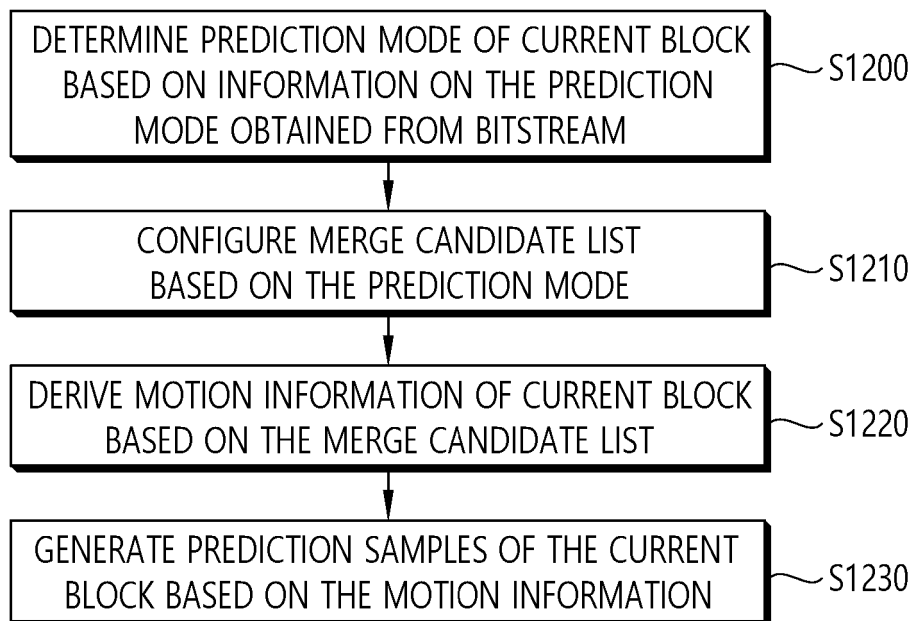 DETERMINE PREDICTION MODE OF CURRENT BLOCK
BASED ON INFORMATION ON THE PREDICTION
MODE OBTAINED FROM BITSTREAM
S1200
CONFIGURE MERGE CANDIDATE LIST
BASED ON THE PREDICTION MODE
S1210
DERIVE MOTION INFORMATION OF CURRENT BLOCK
BASED ON THE MERGE CANDIDATE LIST
S1220
GENERATE PREDICTION SAMPLES OF THE CURRENT
BLOCK BASED ON THE MOTION INFORMATION
S1230